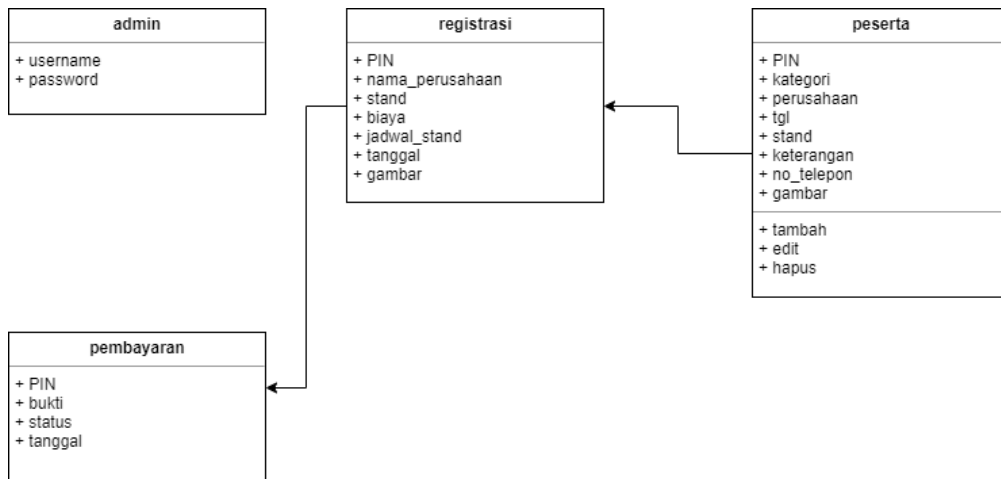 admin
+ username
+ password
registrasi
+ PIN
+ nama_perusahaan
+ stand
+ biaya
+ jadwal_stand
+ tanggal
+ gambar
peserta
+ PIN
+ kategori
+ perusahaan
+ tgl
+ stand
+ keterangan
+ no_telepon
+ gambar
+ tambah
+ edit
+ hapus
pembayaran
+ PIN
+ bukti
+ status
+ tanggal